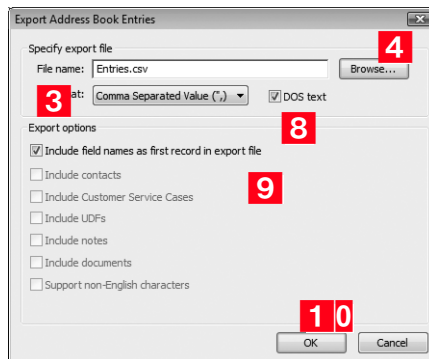 Export Address Book Entries
Specify export file
4
File name: Entries.csv Browse...
3 at: Comma Separated Value (",) DOS text
8
Export options
Include field names as first record in export file
Include contacts
9
Include Customer Service Cases
Include UDFs
Include notes
Include documents
Support non-English characters
10
OK Cancel